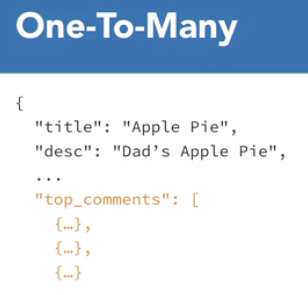 One-To-Many
{
"title": "Apple Pie",
"desc": "Dad’s Apple Pie",
...
"top_comments": [
{…},
{…},
{…}